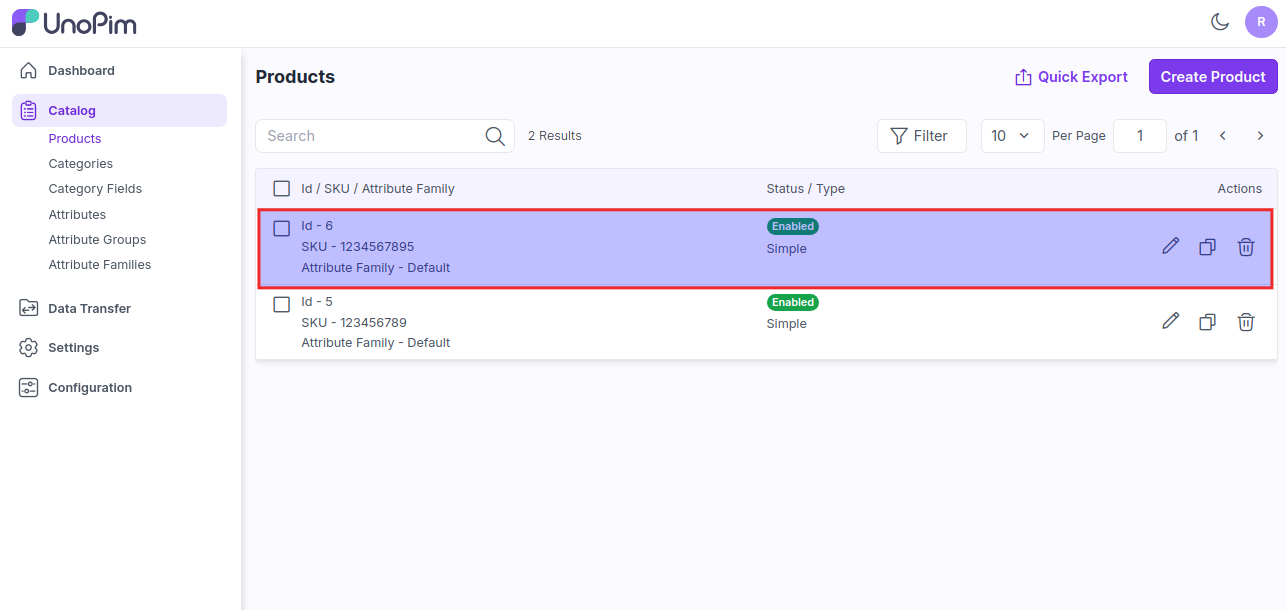 UnoPim
R
Dashboard
Catalog
Products
Categories
Category Fields
Attributes
Attribute Groups
Attribute Families
Data Transfer
Settings
Configuration
Products
Quick Export
Create Product
Search
2 Results
Filter
10
Per Page
1
of 1
Id / SKU / Attribute Family
Status / Type
Actions
Id - 6
SKU - 1234567895
Attribute Family - Default
Enabled
Simple
Id - 5
SKU - 123456789
Attribute Family - Default
Enabled
Simple